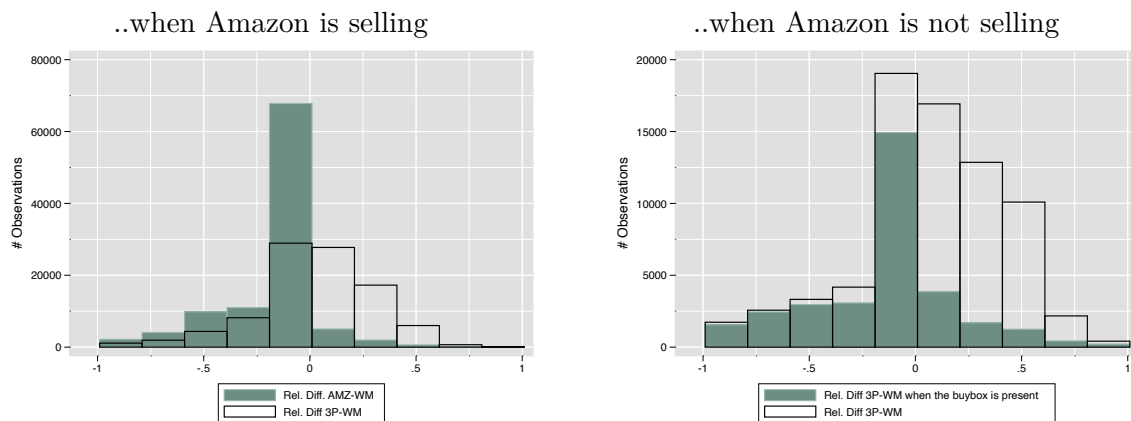 ..when Amazon is selling
80000
60000
40000
20000
0
# Observations
-1
-.5
0
.5
1
Rel. Diff. AMZ-WM
Rel. Diff 3P-WM
..when Amazon is not selling
20000
15000
10000
5000
0
# Observations
-1
-.5
0
.5
1
Rel. Diff 3P-WM when the buybox is present
Rel. Diff 3P-WM